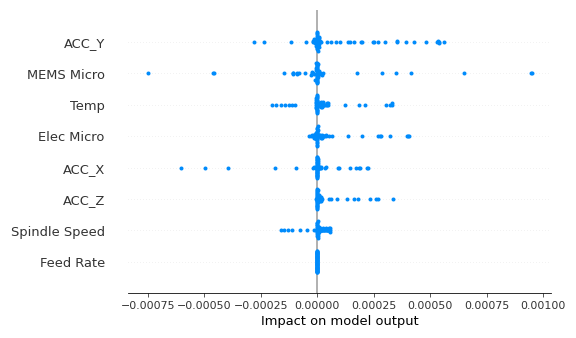 ACC_Y
MEMS Micro
Temp
Elec Micro
ACC_X
ACC_Z
Spindle Speed
Feed Rate
−0.00075 −0.00050 −0.00025 0.00000 0.00025 0.00050 0.00075 0.00100
Impact on model output